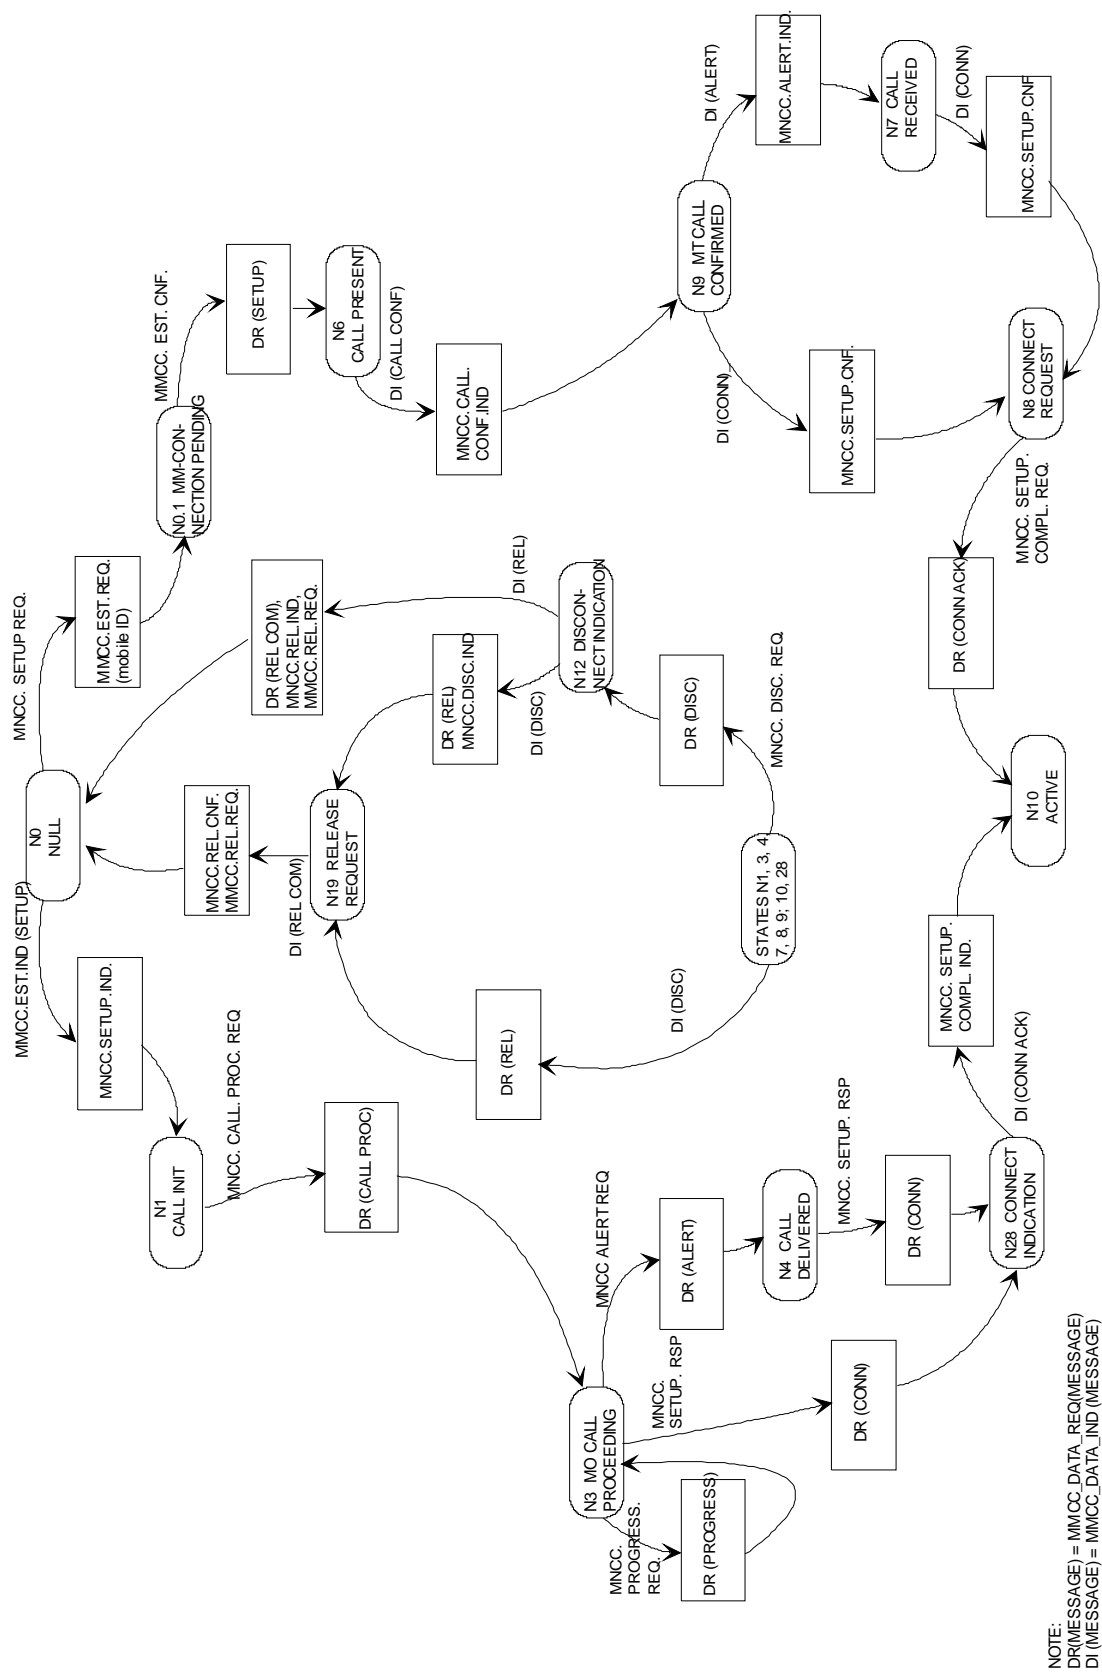 MMCC.EST.IND (SETUP)
N0
NULL
MNCC. SETUP REQ.
MNCC.SETUP.IND.
MMCC.EST.REQ.
(mobile ID)
N1
CALL INIT
MNCC. CALL. PROC. REQ
MNCC.REL.CNF.
MMCC.REL.REQ.
DR (REL COM),
MNCC.REL.IND,
MMCC.REL.REQ.
N0.1 MM-CON-
NECTION PENDING
MMCC. EST. CNF.
DR (SETUP)
DR (CALL PROC)
DI (REL COM)
N19 RELEASE
REQUEST
N6
CALL PRESENT
DI (CALL CONF)
DR (REL)
DR (REL)
MNCC.DISC.IND
DI (REL)
MNCC.CALL.
CONF.IND
DI (DISC)
N12 DISCON-
NECT INDICATION
N3 MO CALL
PROCEEDING
MNCC ALERT REQ
MNCC.
PROGRESS.
REQ.
MNCC.
SETUP. RSP
DR (PROGRESS)
DR (ALERT)
DI (DISC)
DR (DISC)
N9 MT CALL
CONFIRMED
DI (ALERT)
DI (CONN)
MNCC.ALERT.IND.
N4 CALL
DELIVERED
STATES N1, 3, 4,
7, 8, 9; 10, 28
MNCC. DISC. REQ.
MNCC. SETUP. RSP
MNCC.SETUP.CNF.
N7 CALL
RECEIVED
DI (CONN)
DR (CONN)
DR (CONN)
MNCC.SETUP.CNF
MNCC. SETUP.
COMPL. IND.
DR (CONN ACK)
N28 CONNECT
INDICATION
DI (CONN ACK)
N10
ACTIVE
MNCC. SETUP.
COMPL. REQ.
N8 CONNECT
REQUEST
NOTE:
DR(MESSAGE) = MMCC_DATA_REQ(MESSAGE)
DI (MESSAGE) = MMCC_DATA_IND (MESSAGE)